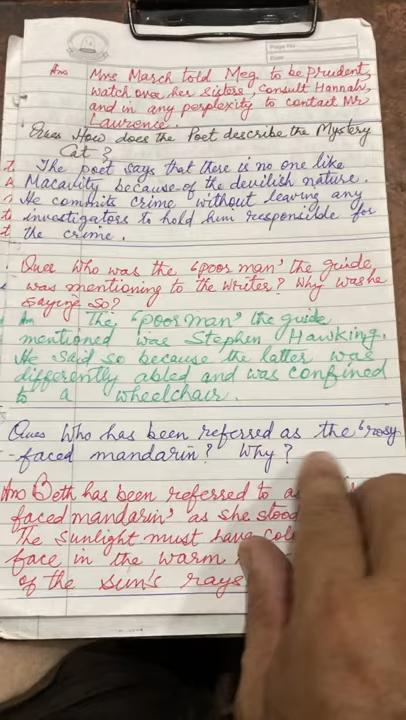 Page No
Date
Ans Mrs March told Meg to be prudent,
watch over her sisters, consult Hannah,
and in any perplexity to contact Mr
Laurence.
Ques How does the Poet describe the Mystery
Cat?
The poet says that there is no one like
Macavity because of the devilish nature.
He commits crime without leaving any
investigators to hold him responsible for
the crime.
Ques Who was the 'poor man' the guide
was mentioning to the writer? Why was he
saying so?
Ans The 'poor man' the guide
mentioned was Stephen Hawking.
He said so because the latter was
differently abled and was confined
to a wheelchair.
Ques Who has been referred as the 'rosy
-faced mandarin? Why?
Ans Beth has been referred to a
faced mandarin' as she stood
The Sunlight must have
face in the warm
of the sun's rays